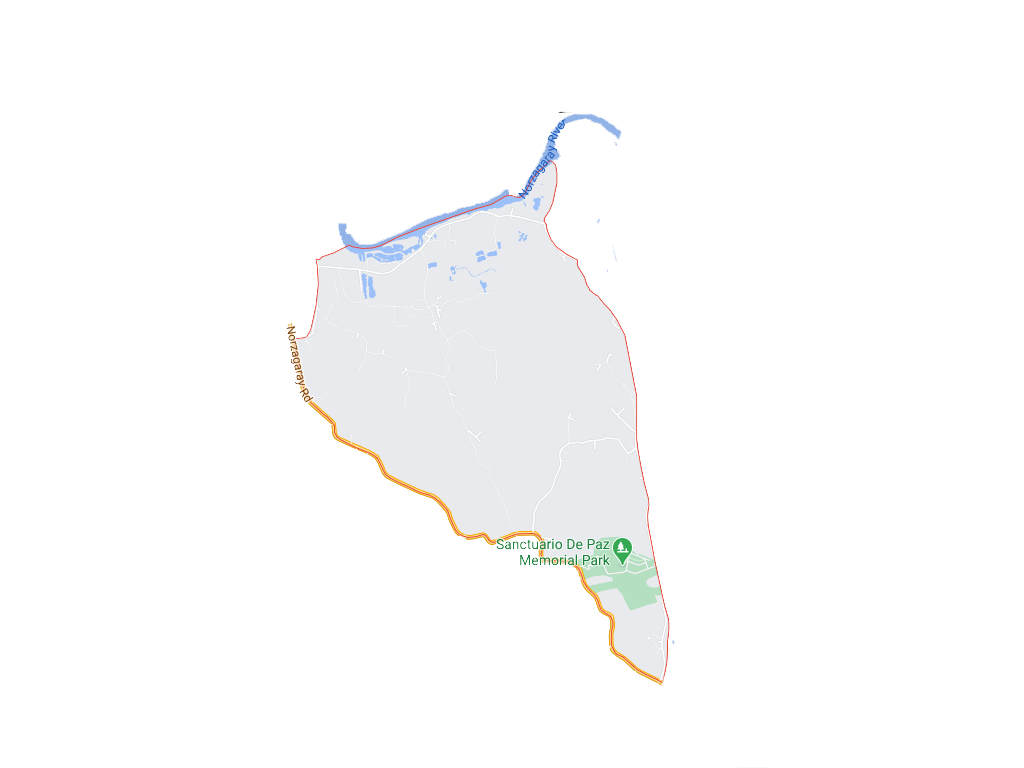 Norzagaray River
Norzagaray Rd
Sanctuario De Paz
Memorial Park